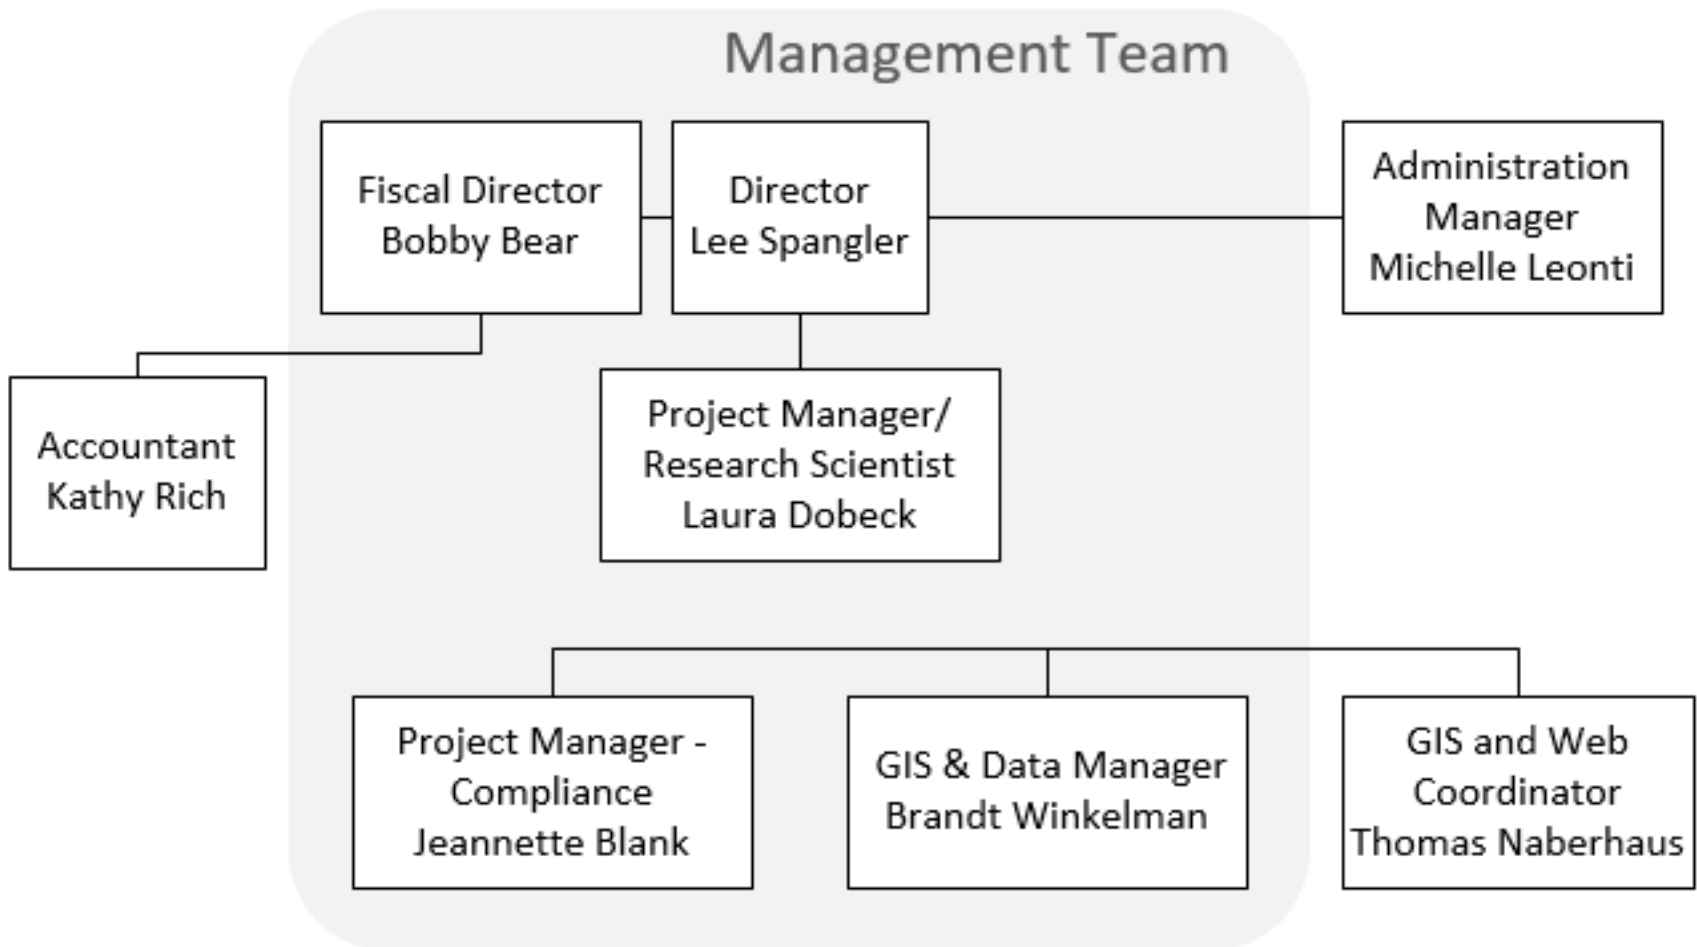 Management Team
Fiscal Director
Bobby Bear
Director
Lee Spangler
Administration
Manager
Michelle Leonti
Accountant
Kathy Rich
Project Manager/
Research Scientist
Laura Dobeck
Project Manager -
Compliance
Jeannette Blank
GIS & Data Manager
Brandt Winkelman
GIS and Web
Coordinator
Thomas Naberhaus